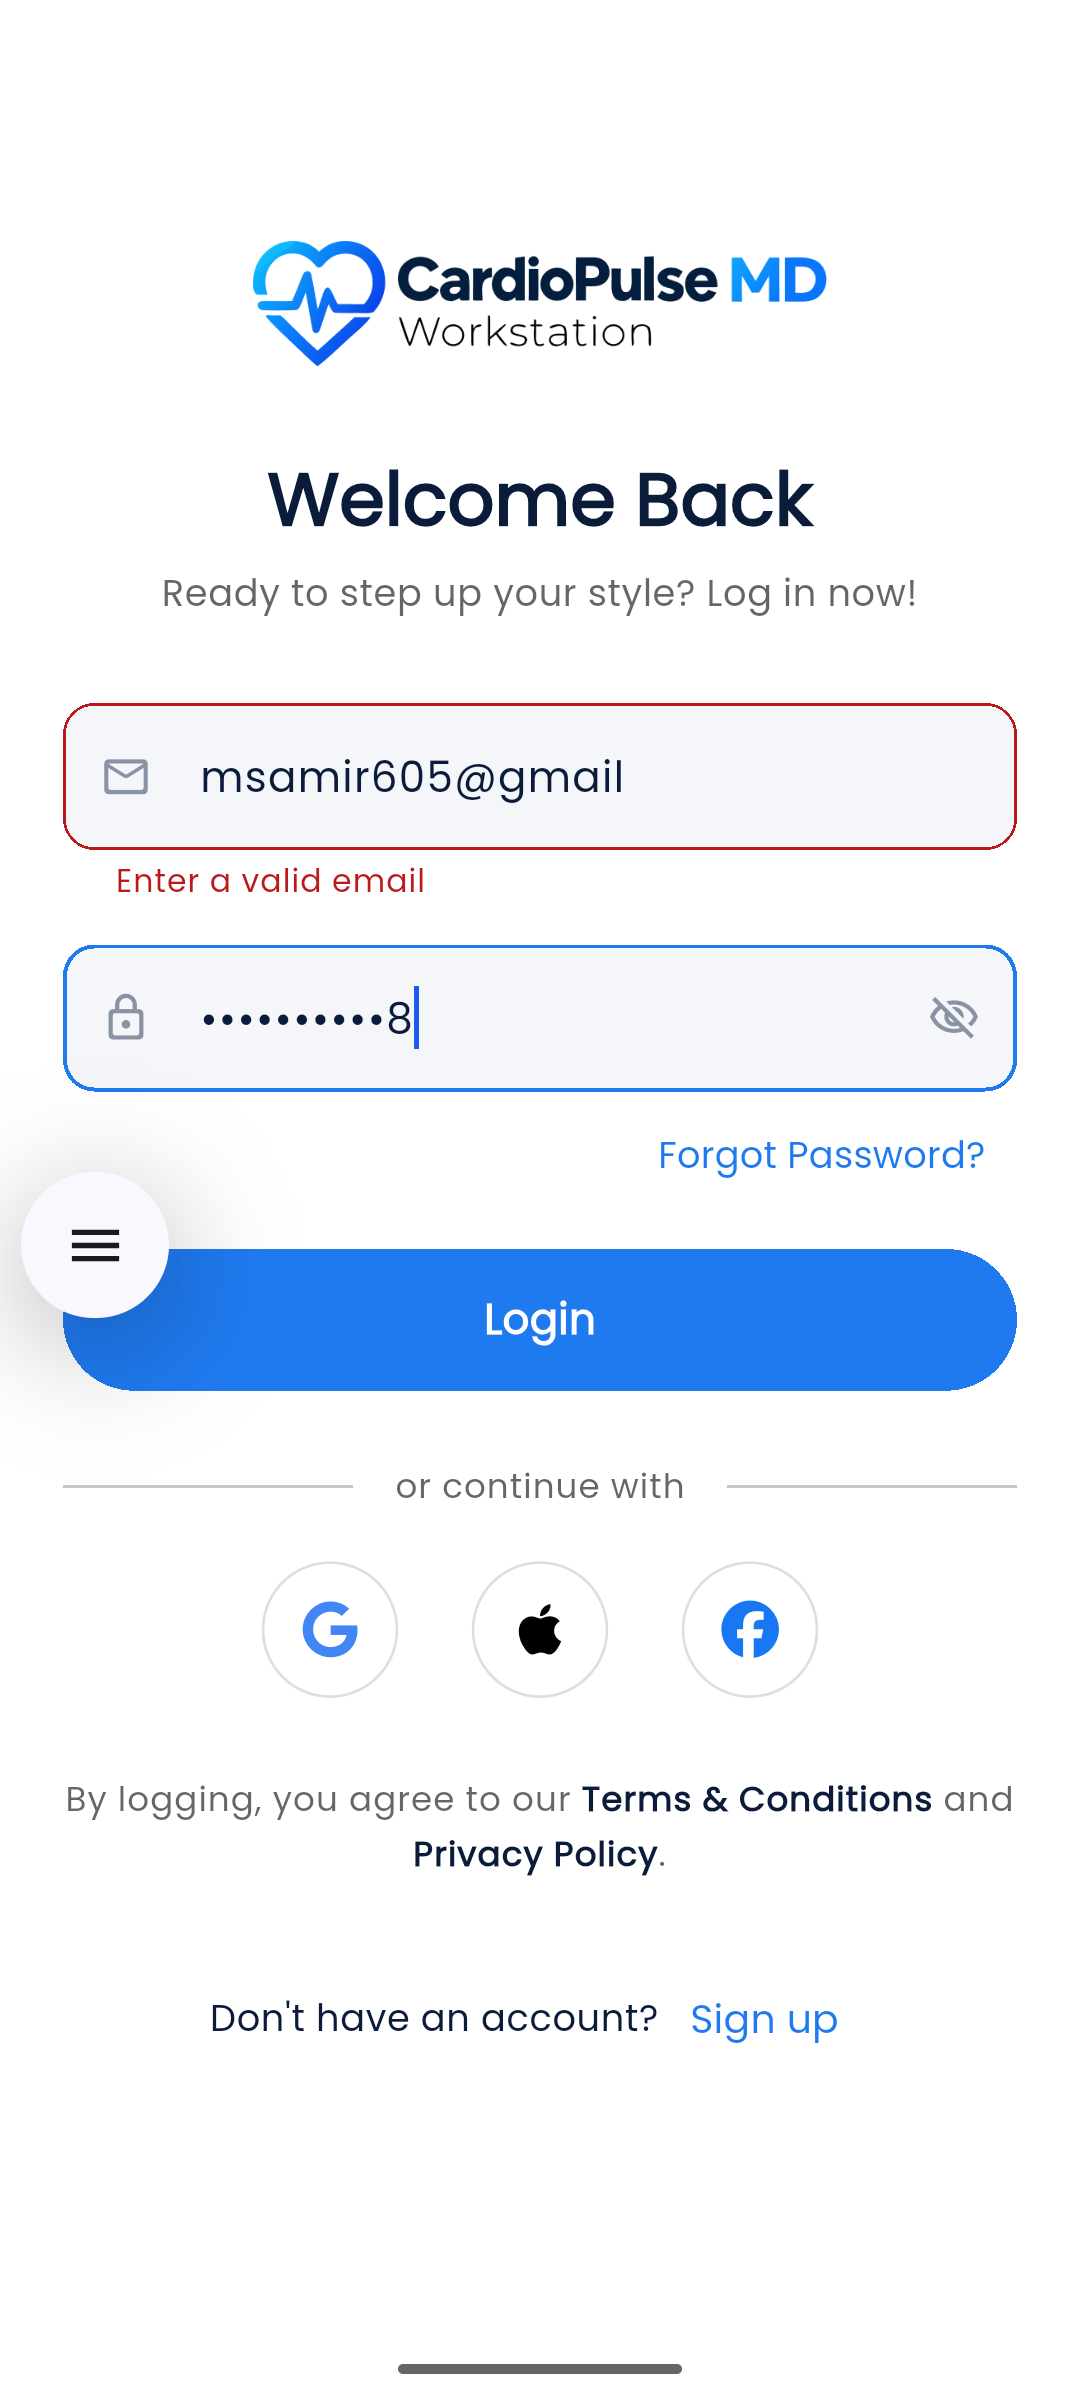 CardioPulse MD
Workstation
Welcome Back
Ready to step up your style? Log in now!
msamir605@gmail
Enter a valid email
••••••••••8
Forgot Password?
Login
or continue with
By logging, you agree to our Terms & Conditions and
Privacy Policy.
Don't have an account? Sign up